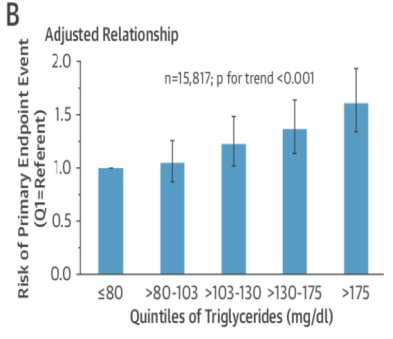 B
Adjusted Relationship
Risk of Primary Endpoint Event
(Q1=Referent)
2.0
1.5
1.0
0.5
0.0
n=15,817; p for trend <0.001
≤80 >80-103 >103-130 >130-175 >175
Quintiles of Triglycerides (mg/dl)